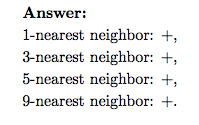 Answer:
1-nearest neighbor: +,
3-nearest neighbor: +,
5-nearest neighbor: +,
9-nearest neighbor: +.